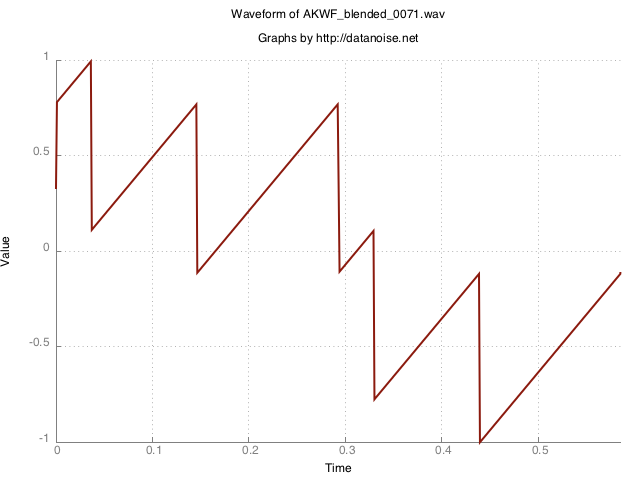 Waveform of AKWF_blended_0071.wav
Graphs by http://datanoise.net
1
0.5
0
-0.5
-1
Value
0 0.1 0.2 0.3 0.4 0.5
Time